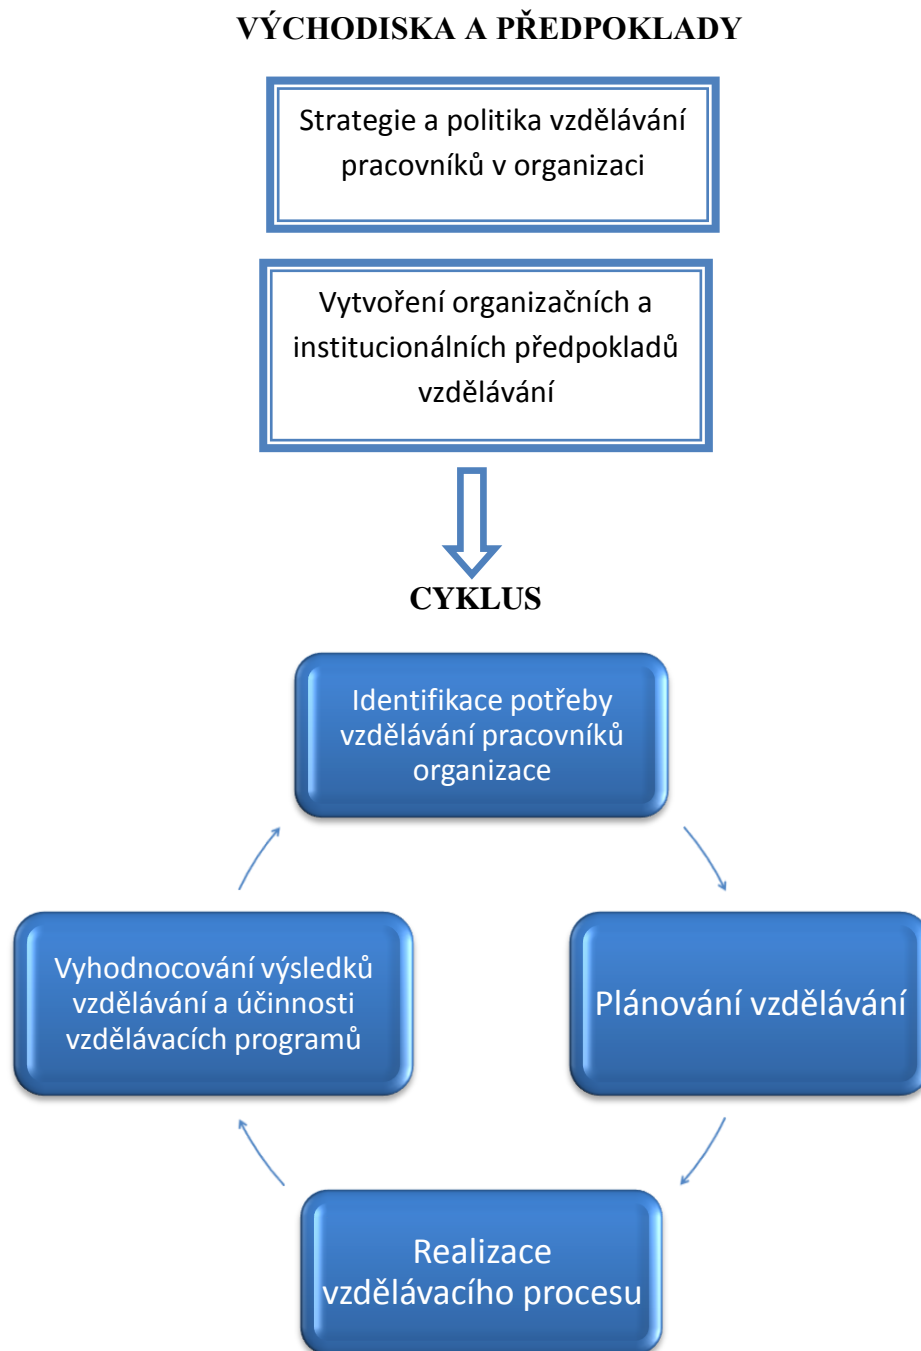 VÝCHODISKA A PŘEDPOKLADY
Strategie a politika vzdělávání
pracovníků v organizaci
Vytvoření organizačních a
institucionálních předpokladů
vzdělávání
CYKLUS
Identifikace potřeby
vzdělávání pracovníků
organizace
Plánování vzdělávání
Realizace
vzdělávacího procesu
Vyhodnocování výsledků
vzdělávání a účinnosti
vzdělávacích programů